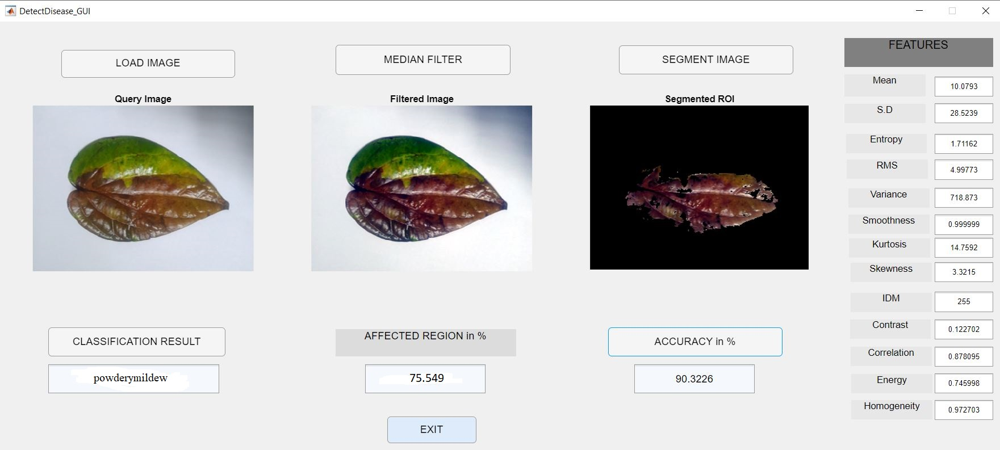 DetectDisease_GUI
LOAD IMAGE
MEDIAN FILTER
SEGMENT IMAGE
Query Image
Filtered Image
Segmented ROI
CLASSIFICATION RESULT
powderymildew
AFFECTED REGION in %
75.549
ACCURACY in %
90.3226
EXIT
FEATURES
Mean 10.0793
S.D 28.5239
Entropy 1.71162
RMS 4.99773
Variance 718.873
Smoothness 0.999999
Kurtosis 14.7592
Skewness 3.3215
IDM 255
Contrast 0.122702
Correlation 0.878095
Energy 0.745998
Homogeneity 0.972703